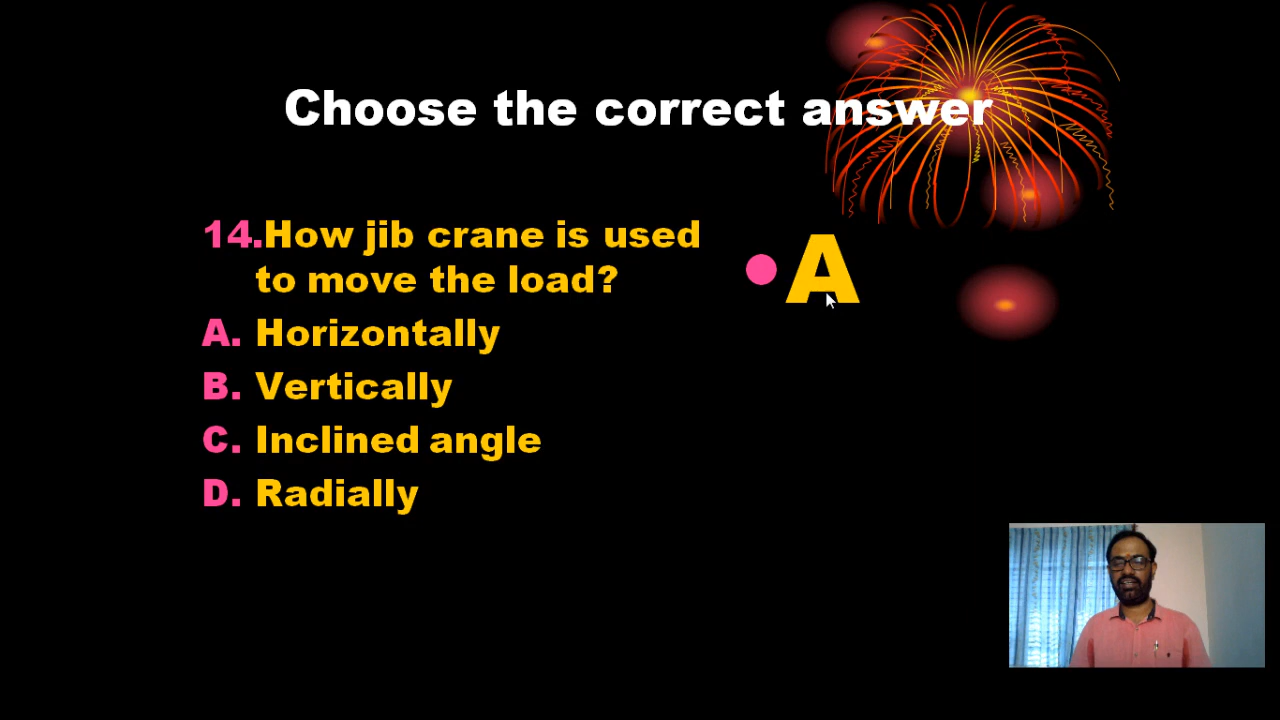 Choose the correct answer
14.How jib crane is used
to move the load?
A. Horizontally
B. Vertically
C. Inclined angle
D. Radially
A